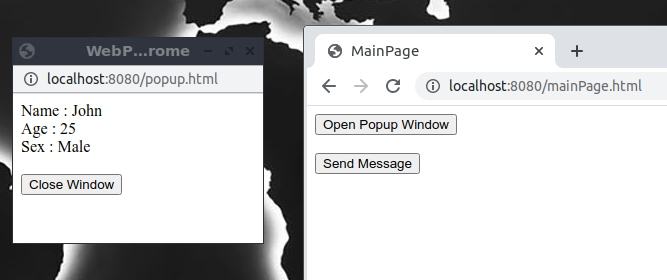 WebP...rome
localhost:8080/popup.html
Name : John
Age : 25
Sex : Male
Close Window
MainPage
localhost:8080/mainPage.html
Open Popup Window
Send Message